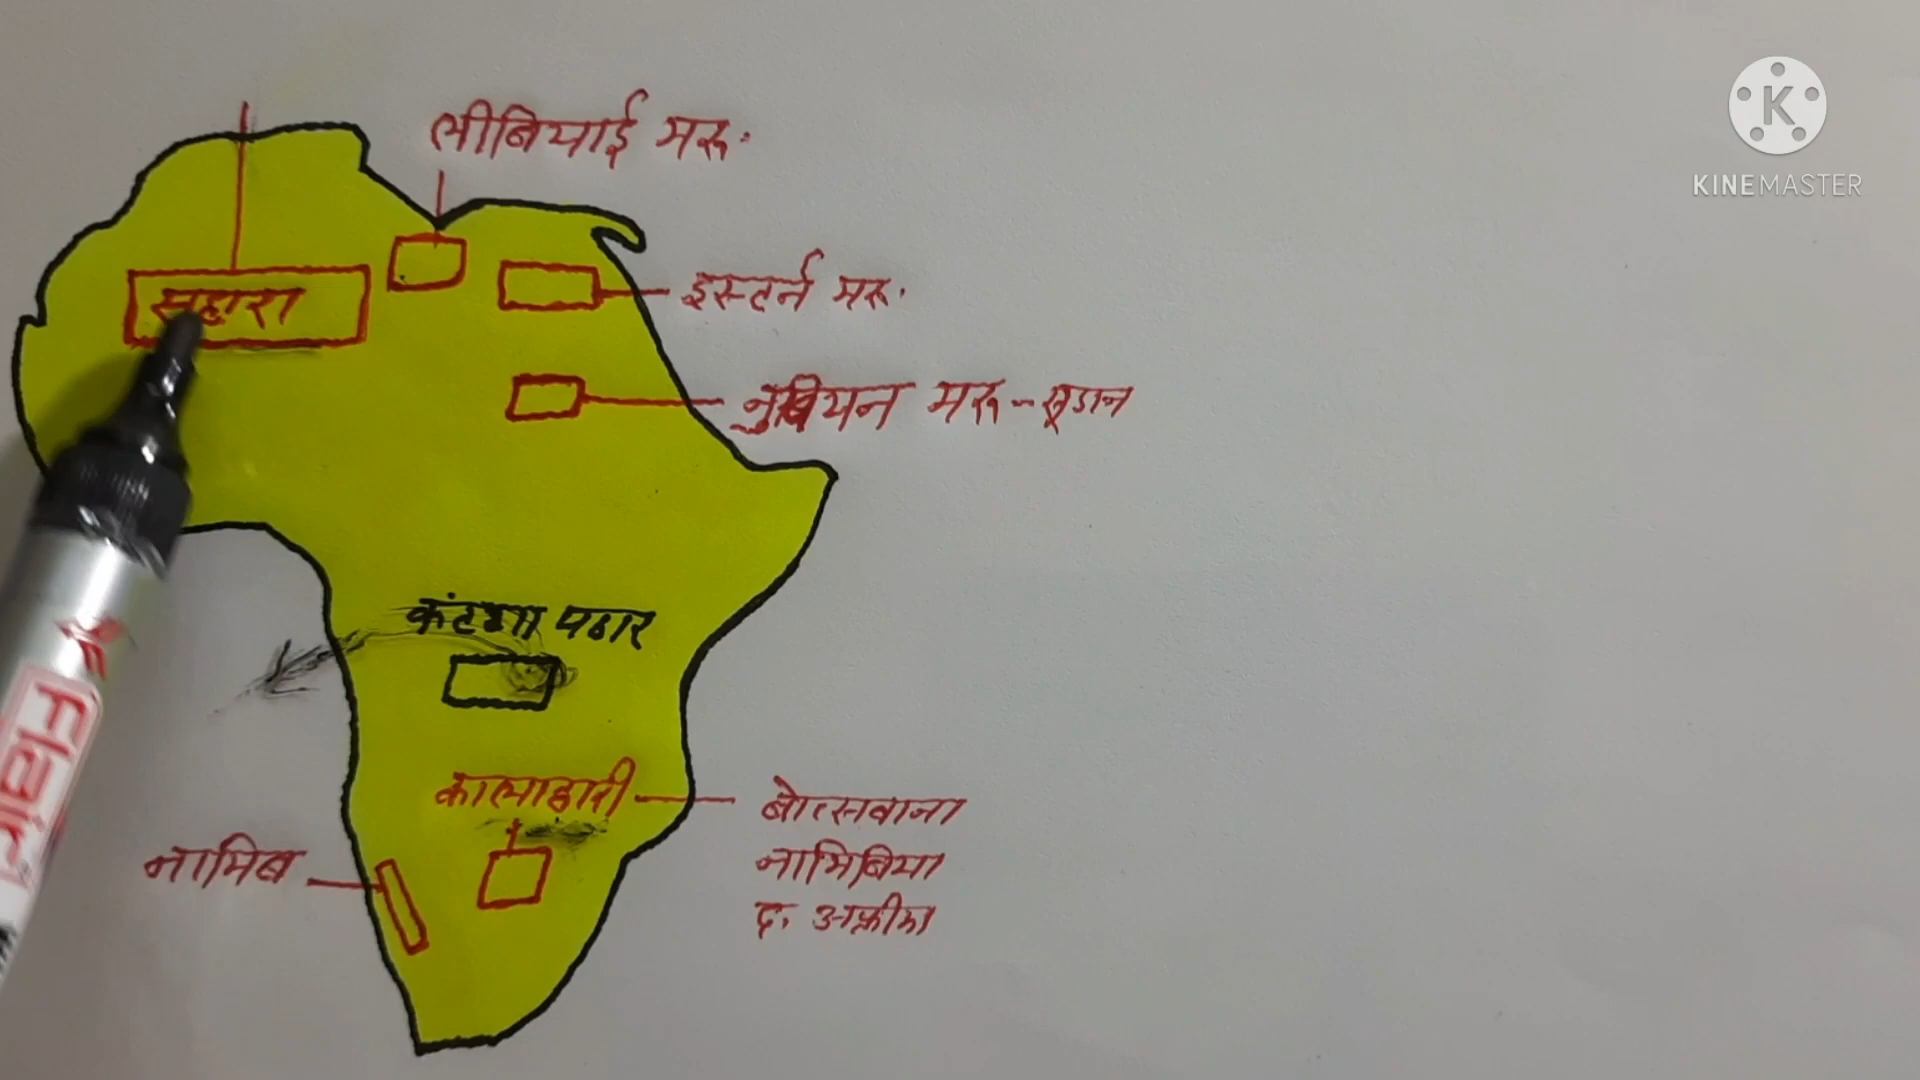 लीबियाई मरू.
KINEMASTER
सहारा
इस्टर्न मरू.
नुबियन मरू - सूडान
कंटगा पठार
कालाहारी
बोत्सवाना
नामिब
नामिबिया
द. अफ्रीका
Flair